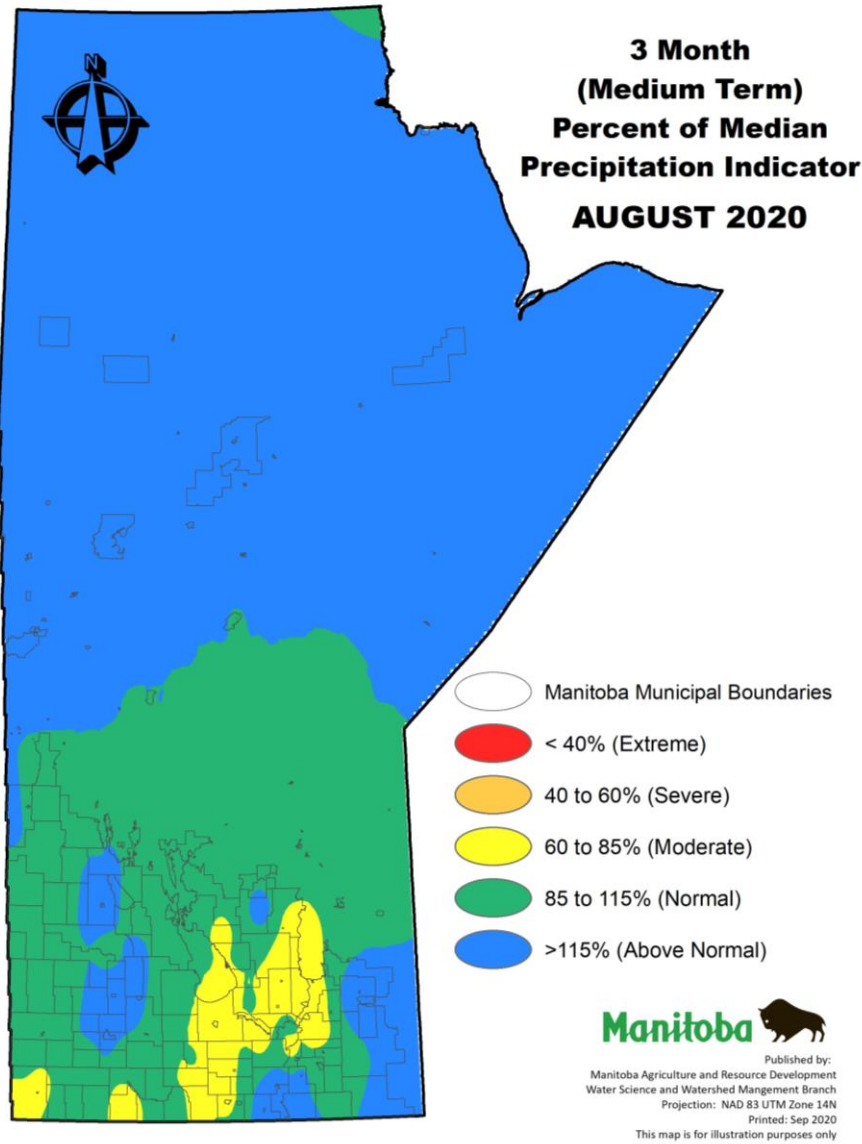 N
3 Month
(Medium Term)
Percent of Median
Precipitation Indicator
AUGUST 2020
Manitoba Municipal Boundaries
< 40% (Extreme)
40 to 60% (Severe)
60 to 85% (Moderate)
85 to 115% (Normal)
>115% (Above Normal)
Manitoba
Published by:
Manitoba Agriculture and Resource Development
Water Science and Watershed Mangement Branch
Projection: NAD 83 UTM Zone 14N
Printed: Sep 2020
This map is for illustration purposes only